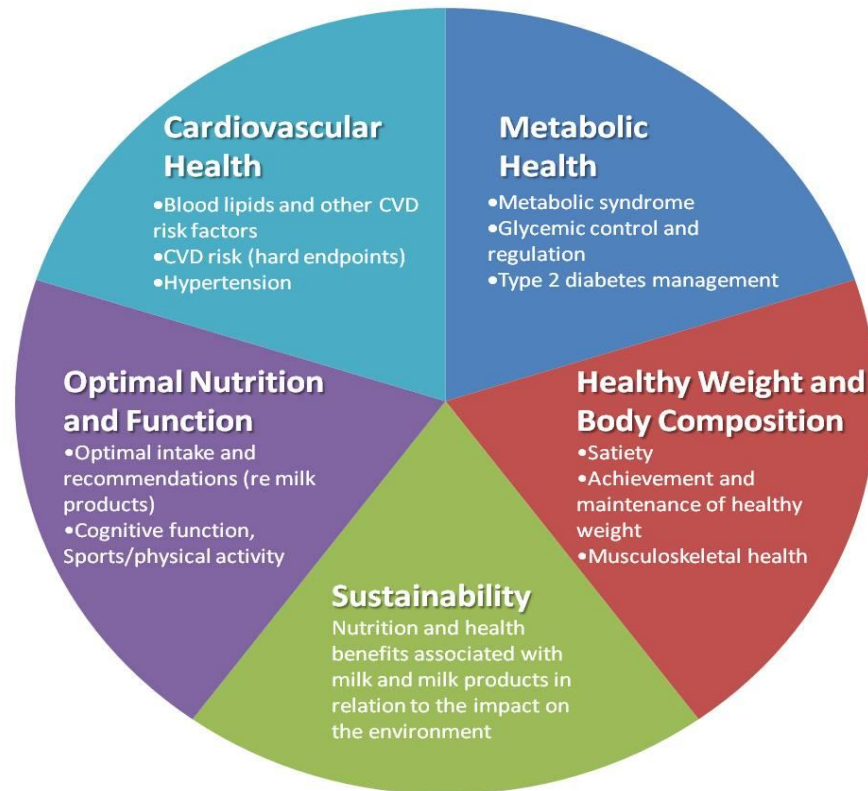 Cardiovascular
Health
•Blood lipids and other CVD
risk factors
•CVD risk (hard endpoints)
•Hypertension
Metabolic
Health
•Metabolic syndrome
•Glycemic control and
regulation
•Type 2 diabetes management
Optimal Nutrition
and Function
•Optimal intake and
recommendations (re milk
products)
•Cognitive function,
Sports/physical activity
Healthy Weight and
Body Composition
•Satiety
•Achievement and
maintenance of healthy
weight
•Musculoskeletal health
Sustainability
Nutrition and health
benefits associated with
milk and milk products in
relation to the impact on
the environment